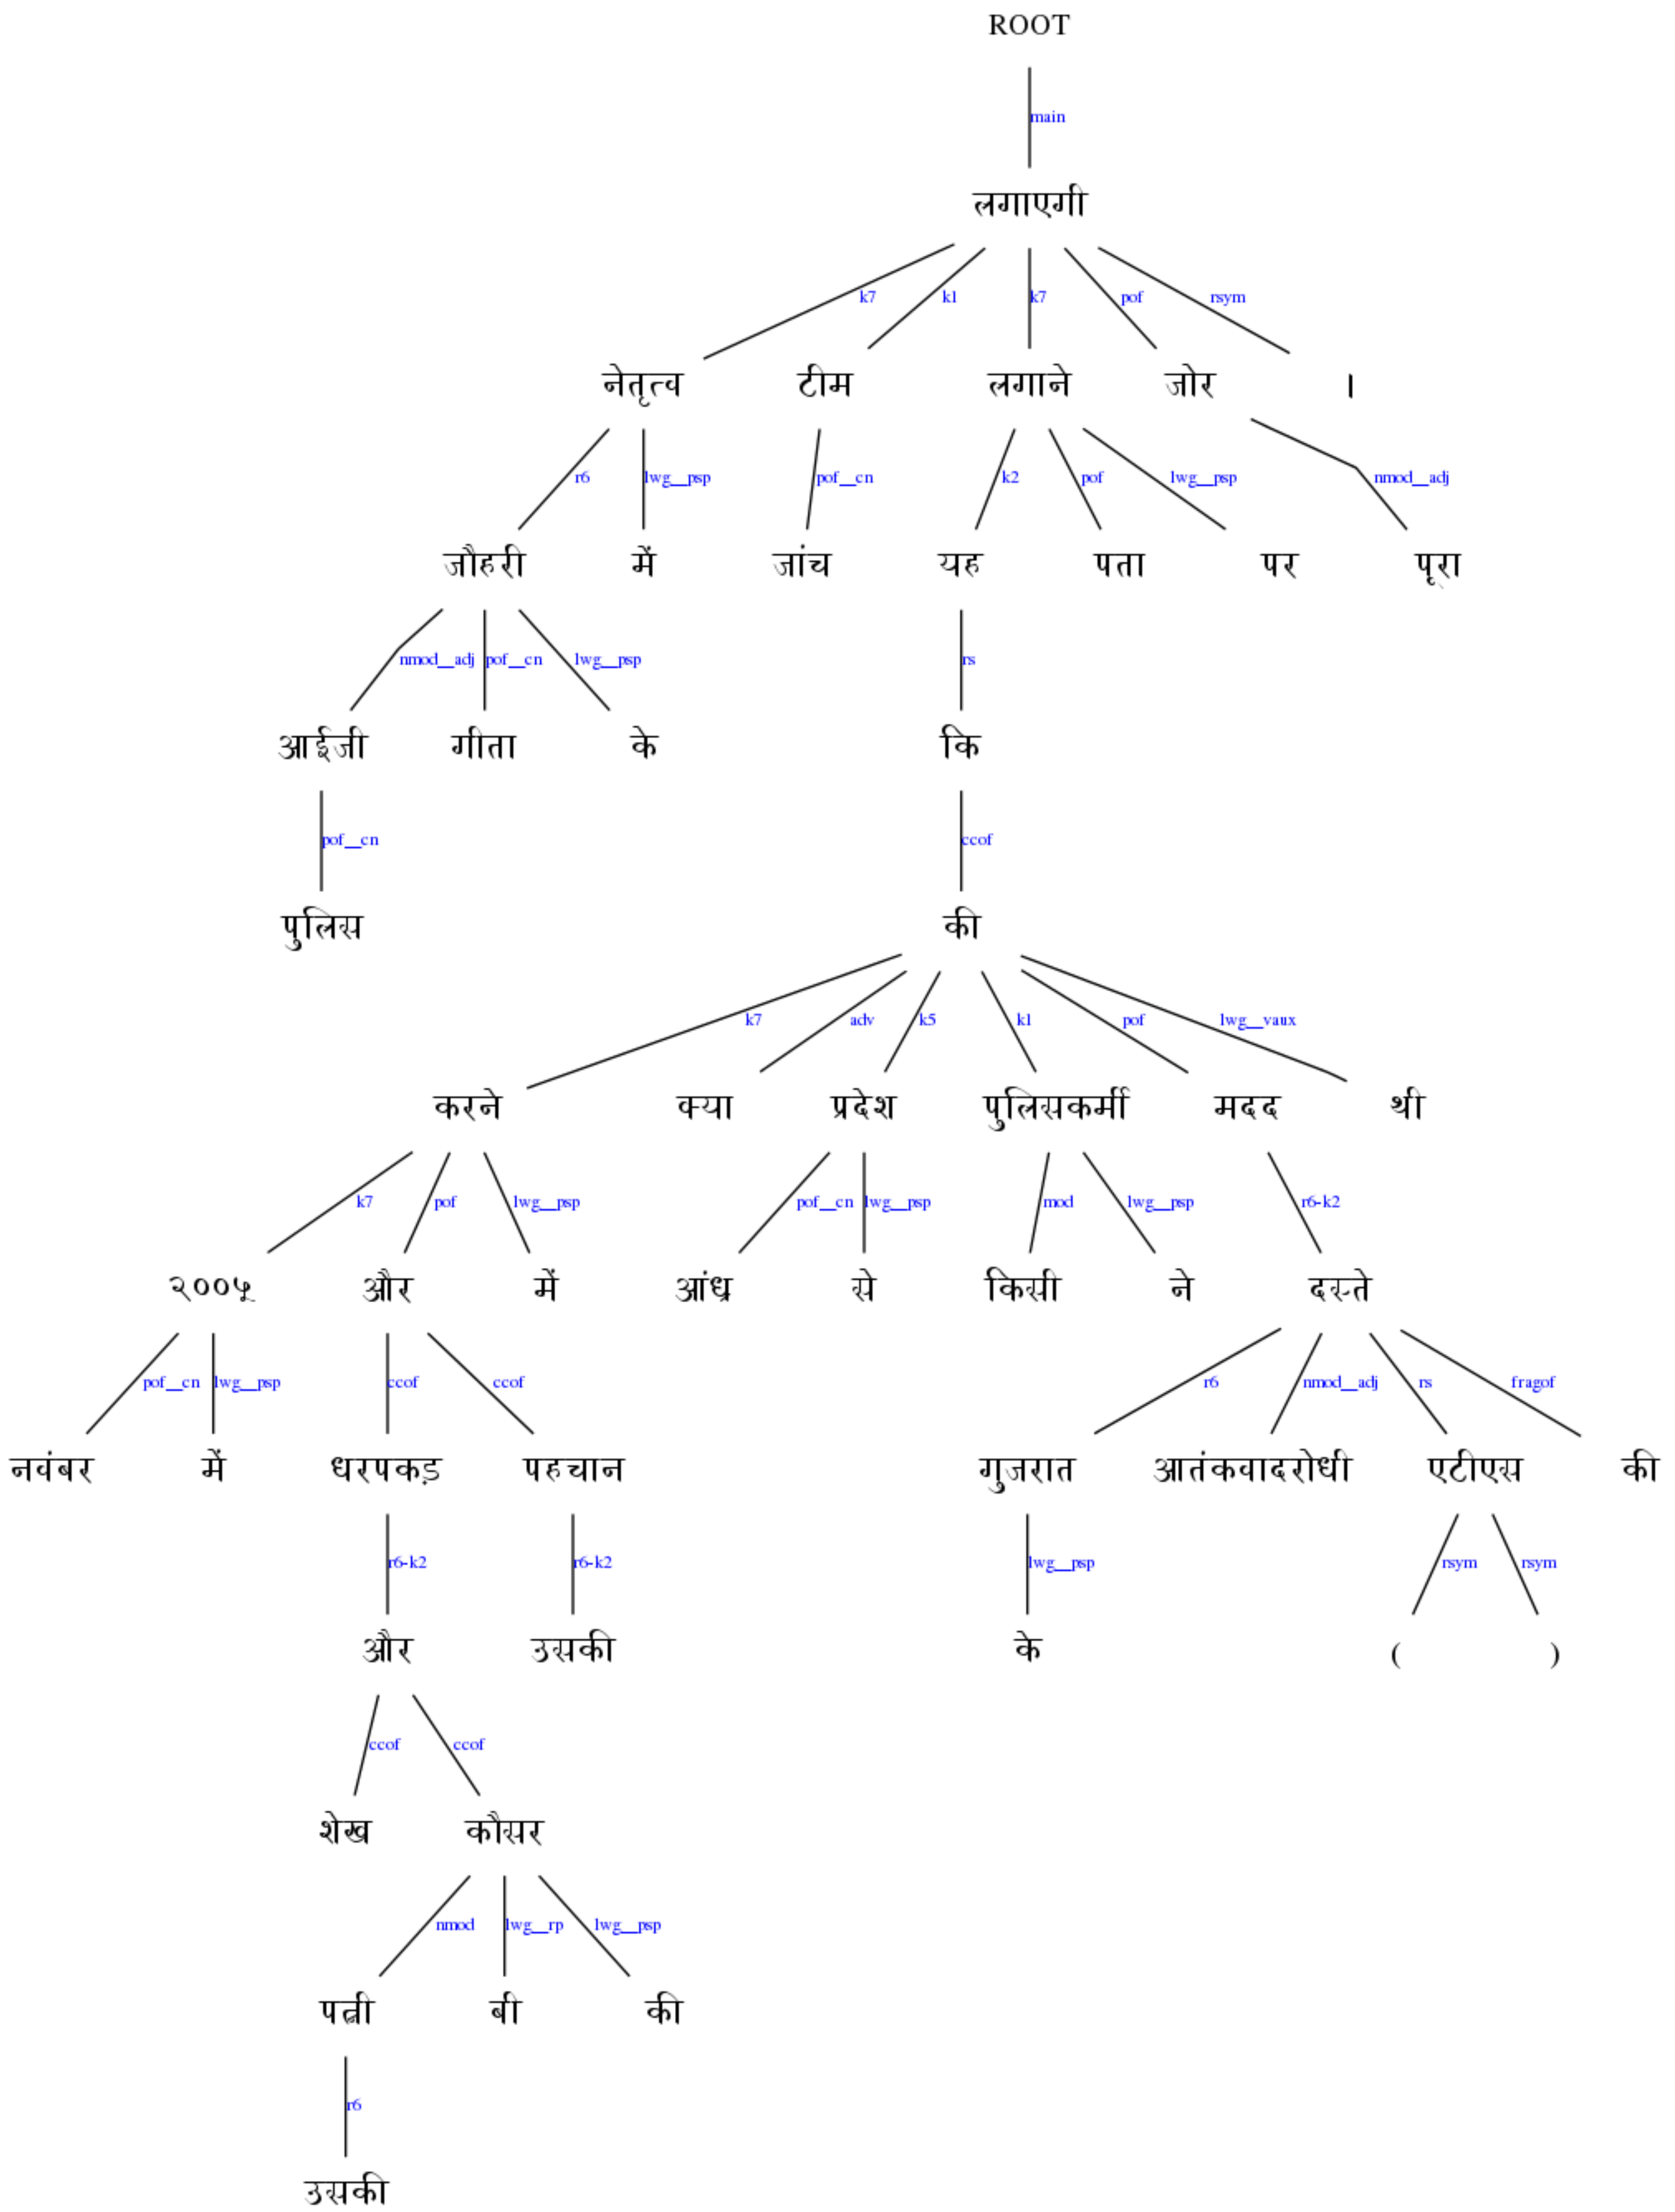 ROOT
main
लगाएगी
k7 k1 k7 pof rsym
नेतृत्व टीम लगाने जोर ।
r6 lwg__psp pof__cn k2 pof lwg__psp nmod__adj
जौहरी में जांच यह पता पर पूरा
nmod__adj pof__cn lwg__psp rs
आईजी गीता के कि
pof__cn ccof
पुलिस की
k7 adv k5 k1 pof lwg__vaux
करने क्या प्रदेश पुलिसकर्मी मदद थी
k7 pof lwg__psp pof__cn lwg__psp mod lwg__psp r6-k2
२००५ और में आंध्र से किसी ने दस्ते
pof__cn lwg__psp ccof ccof r6 nmod__adj rs fragof
नवंबर में धरपकड़ पहचान गुजरात आतंकवादरोधी एटीएस की
r6-k2 r6-k2 lwg__psp rsym rsym
और उसकी के ( )
ccof ccof
शेख कौसर
nmod lwg__rp lwg__psp
पत्नी बी की
r6
उसकी